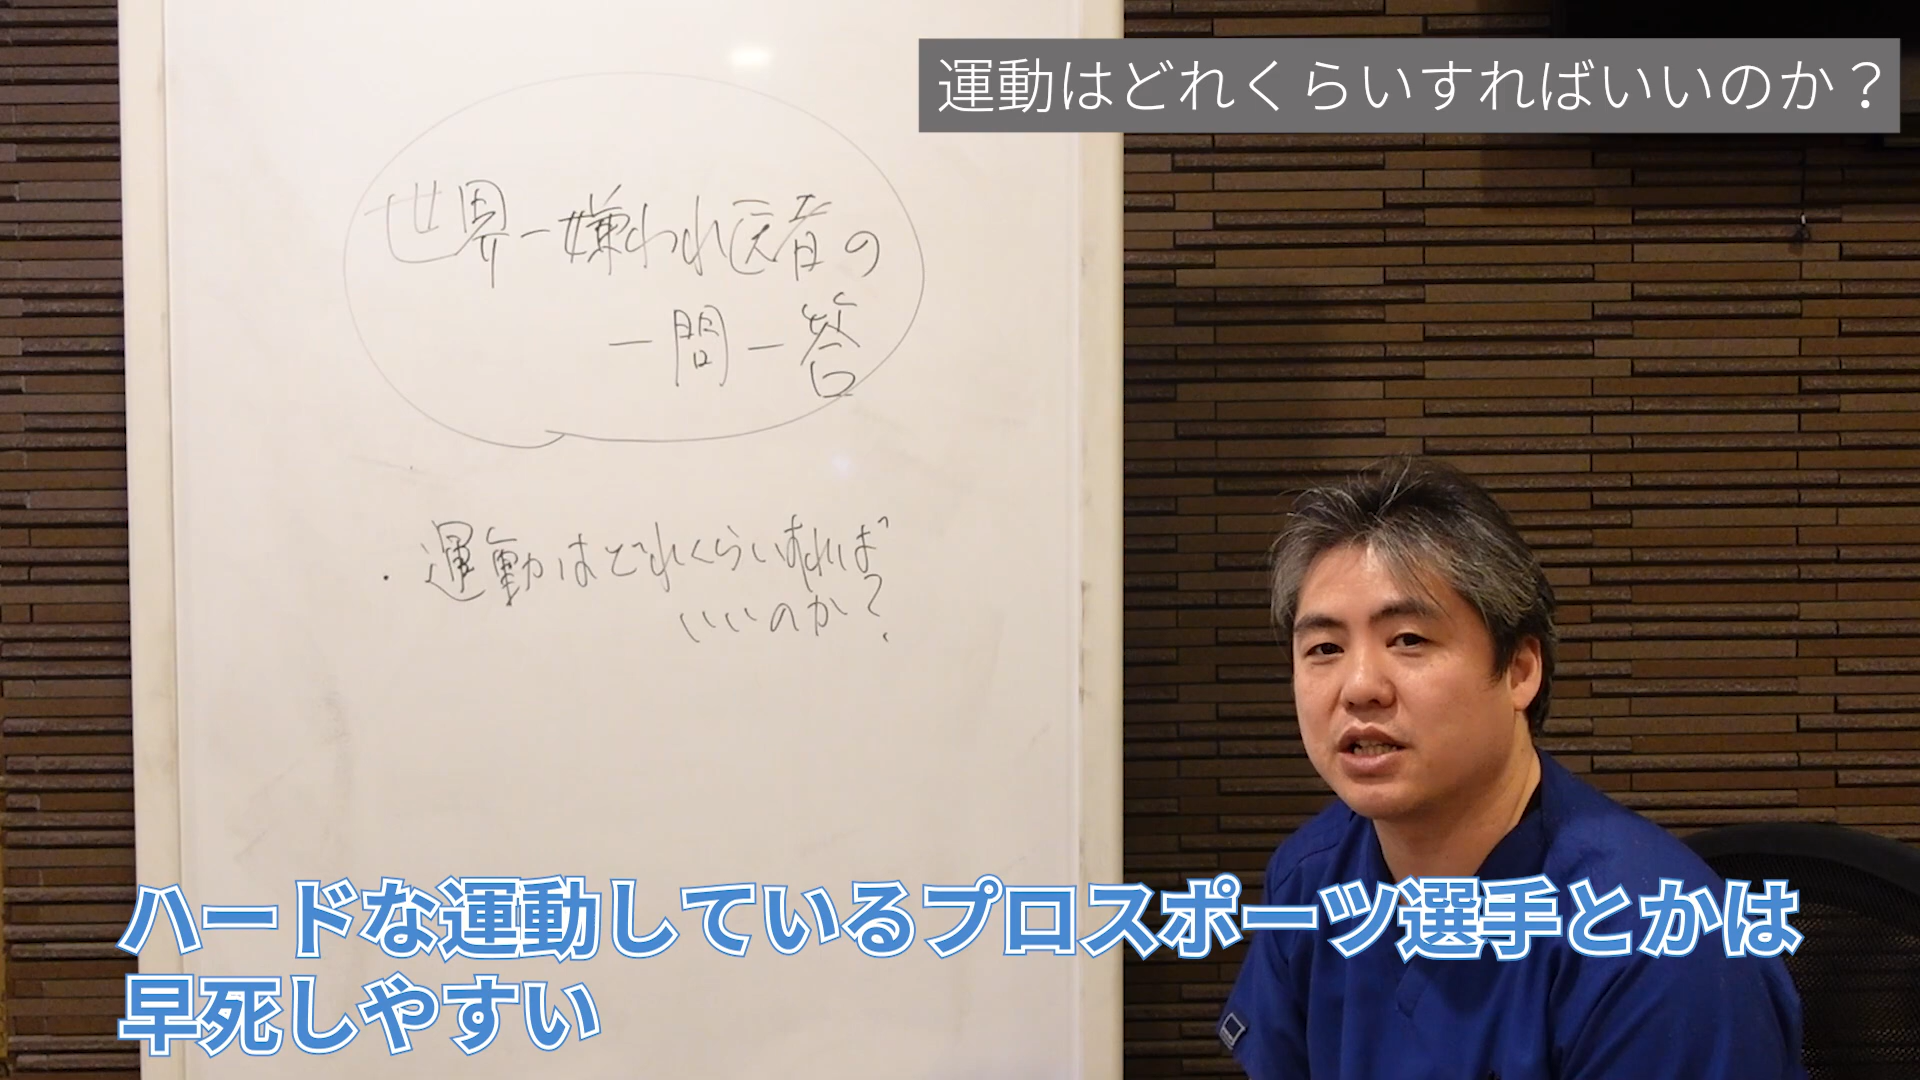 運動はどれくらいすればいいのか？
世界一嫌われ医者の
一問一答
・運動はどれくらいすれば
いいのか？
ハードな運動しているプロスポーツ選手とかは
早死しやすい